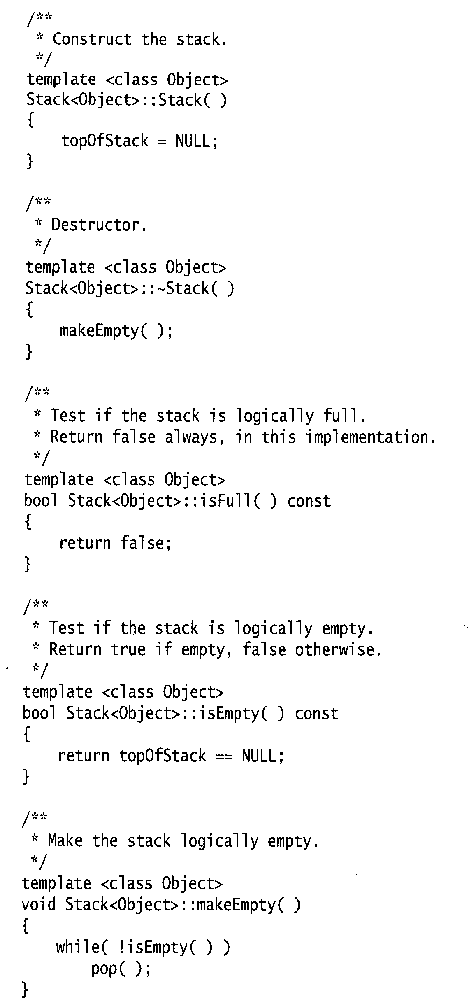 /**
 * Construct the stack.
 */
template <class Object>
Stack<Object>::Stack( )
{
    topOfStack = NULL;
}

/**
 * Destructor.
 */
template <class Object>
Stack<Object>::~Stack( )
{
    makeEmpty( );
}

/**
 * Test if the stack is logically full.
 * Return false always, in this implementation.
 */
template <class Object>
bool Stack<Object>::isFull( ) const
{
    return false;
}

/**
 * Test if the stack is logically empty.
 * Return true if empty, false otherwise.
 */
template <class Object>
bool Stack<Object>::isEmpty( ) const
{
    return topOfStack == NULL;
}

/**
 * Make the stack logically empty.
 */
template <class Object>
void Stack<Object>::makeEmpty( )
{
    while( !isEmpty( ) )
        pop( );
}